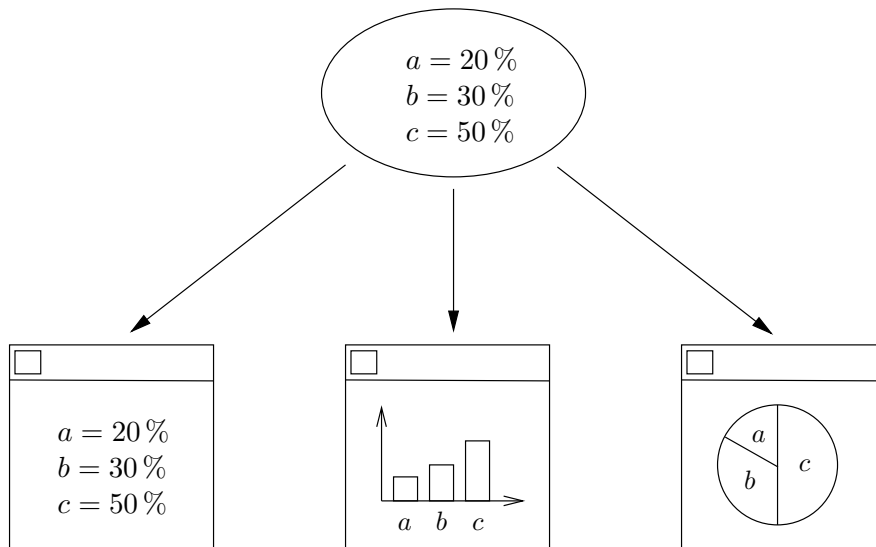 a = 20 %
b = 30 %
c = 50 %
a = 20 %
b = 30 %
c = 50 %
a b c
a
b
c